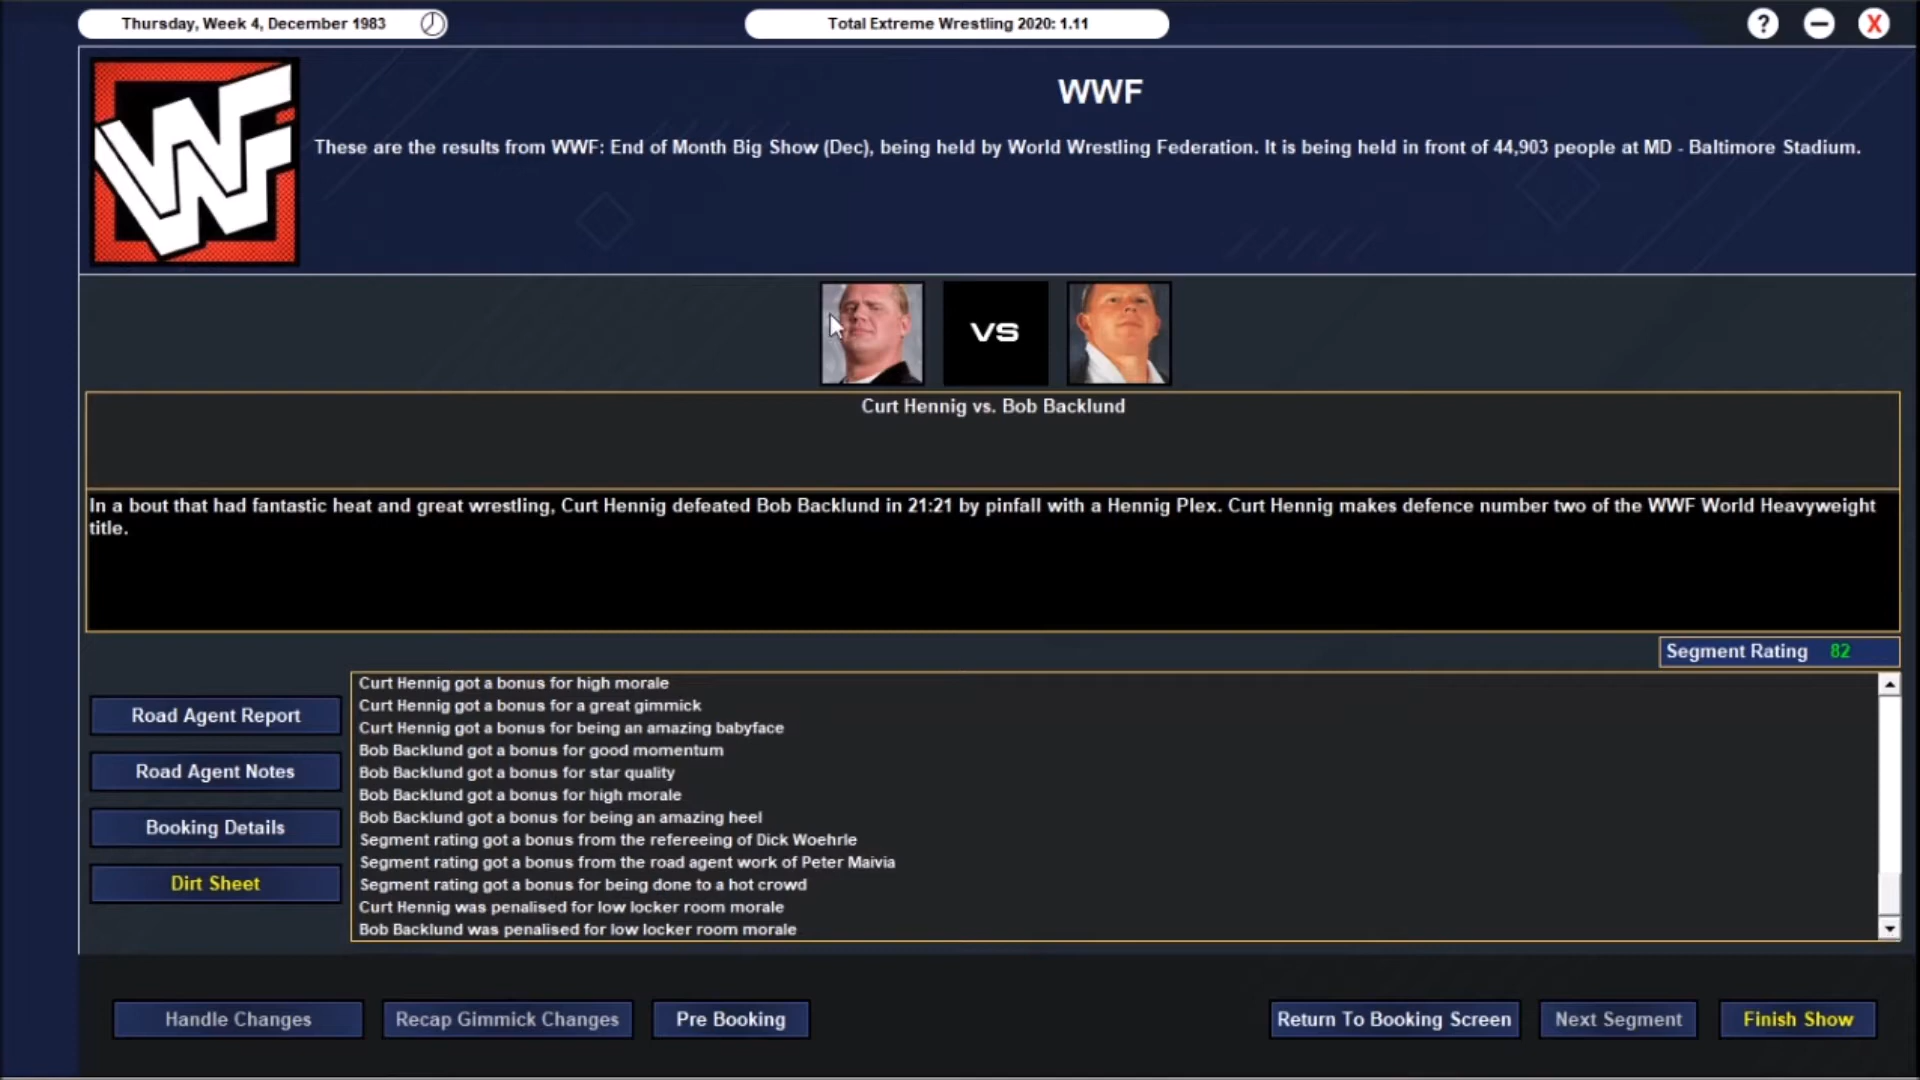 Thursday, Week 4, December 1983
Total Extreme Wrestling 2020: 1.11
?
X
WF
WWF
These are the results from WWF: End of Month Big Show (Dec), being held by World Wrestling Federation. It is being held in front of 44,903 people at MD - Baltimore Stadium.
VS
Curt Hennig vs. Bob Backlund
In a bout that had fantastic heat and great wrestling, Curt Hennig defeated Bob Backlund in 21:21 by pinfall with a Hennig Plex. Curt Hennig makes defence number two of the WWF World Heavyweight
title.
Segment Rating 82
Road Agent Report
Road Agent Notes
Booking Details
Dirt Sheet
Curt Hennig got a bonus for high morale
Curt Hennig got a bonus for a great gimmick
Curt Hennig got a bonus for being an amazing babyface
Bob Backlund got a bonus for good momentum
Bob Backlund got a bonus for star quality
Bob Backlund got a bonus for high morale
Bob Backlund got a bonus for being an amazing heel
Segment rating got a bonus from the refereeing of Dick Woehrle
Segment rating got a bonus from the road agent work of Peter Maivia
Segment rating got a bonus for being done to a hot crowd
Curt Hennig was penalised for low locker room morale
Bob Backlund was penalised for low locker room morale
Handle Changes
Recap Gimmick Changes
Pre Booking
Return To Booking Screen
Next Segment
Finish Show